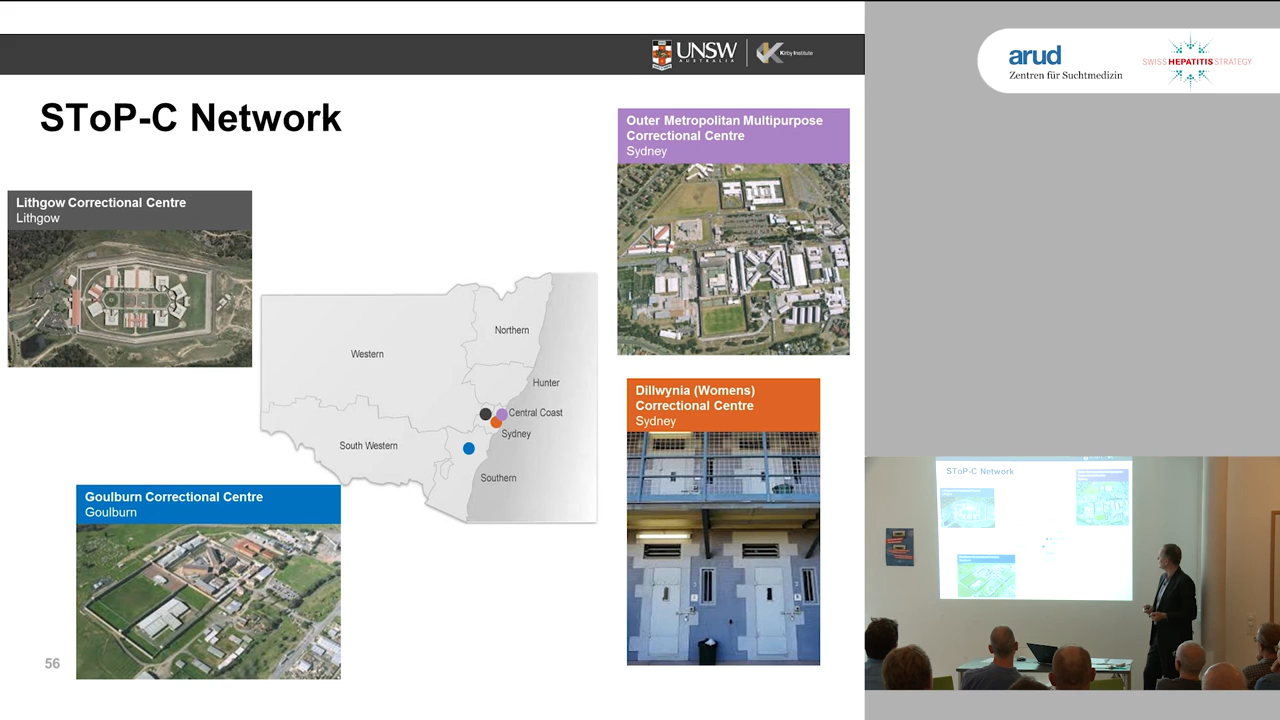 UNSW
AUSTRALIA
Kirby Institute
arud
Zentren für Suchtmedizin
SWISS HEPATITIS STRATEGY
SToP-C Network
Outer Metropolitan Multipurpose
Correctional Centre
Sydney
Lithgow Correctional Centre
Lithgow
Northern
Western
Hunter
Central Coast
Sydney
South Western
Southern
Dillwynia (Womens)
Correctional Centre
Sydney
Goulburn Correctional Centre
Goulburn
56
SToP-C Network